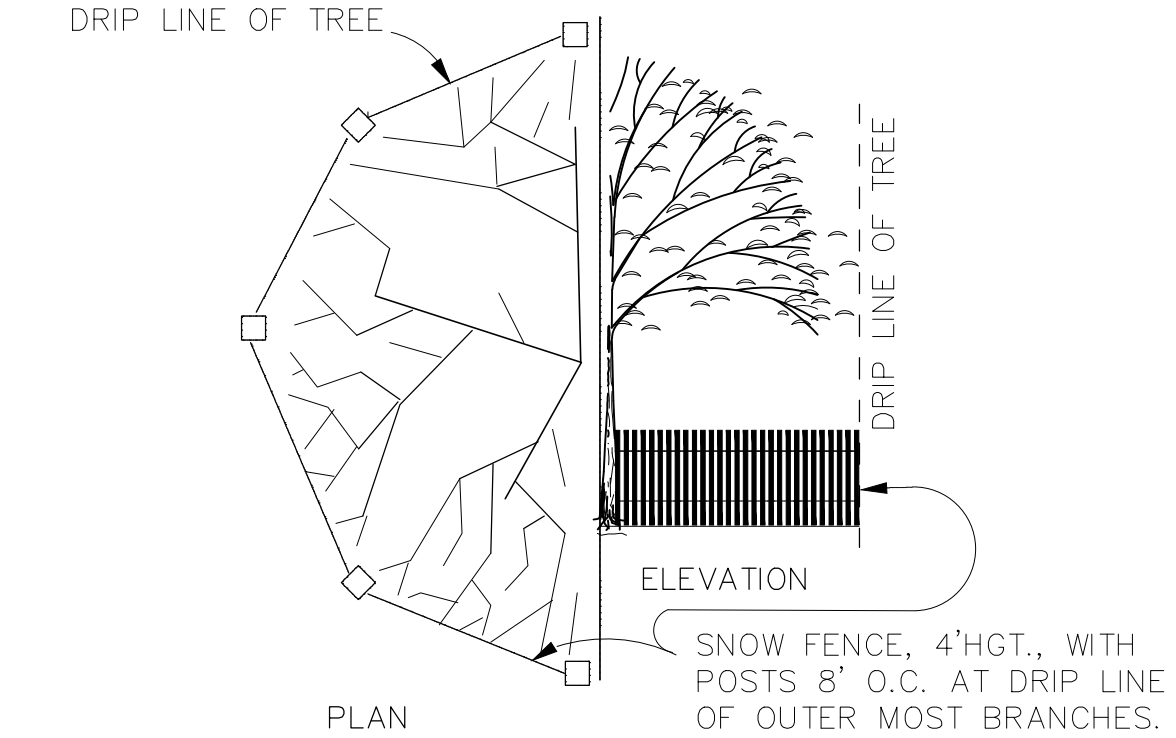 DRIP LINE OF TREE
DRIP LINE OF TREE
ELEVATION
SNOW FENCE, 4'HGT., WITH
POSTS 8' O.C. AT DRIP LINE
OF OUTER MOST BRANCHES.
PLAN